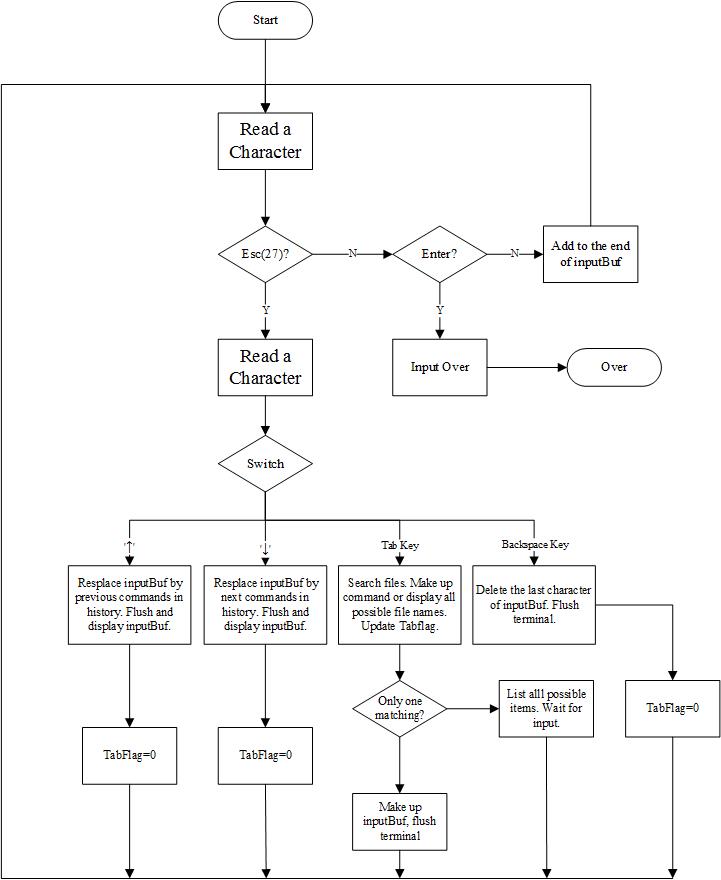 Start
Read a
Character
Esc(27)?
N
Enter?
N
Add to the end
of inputBuf
Y
Y
Read a
Character
Input Over
Over
Switch
'↑'
'↓'
Tab Key
Backspace Key
Resplace inputBuf by
previous commands in
history. Flush and
display inputBuf.
Resplace inputBuf by
next commands in
history. Flush and
display inputBuf.
Search files. Make up
command or display all
possible file names.
Update Tabflag.
Delete the last character
of inputBuf. Flush
terminal.
Only one
matching?
List alll possible
items. Wait for
input.
TabFlag=0
TabFlag=0
TabFlag=0
Make up
inputBuf, flush
terminal